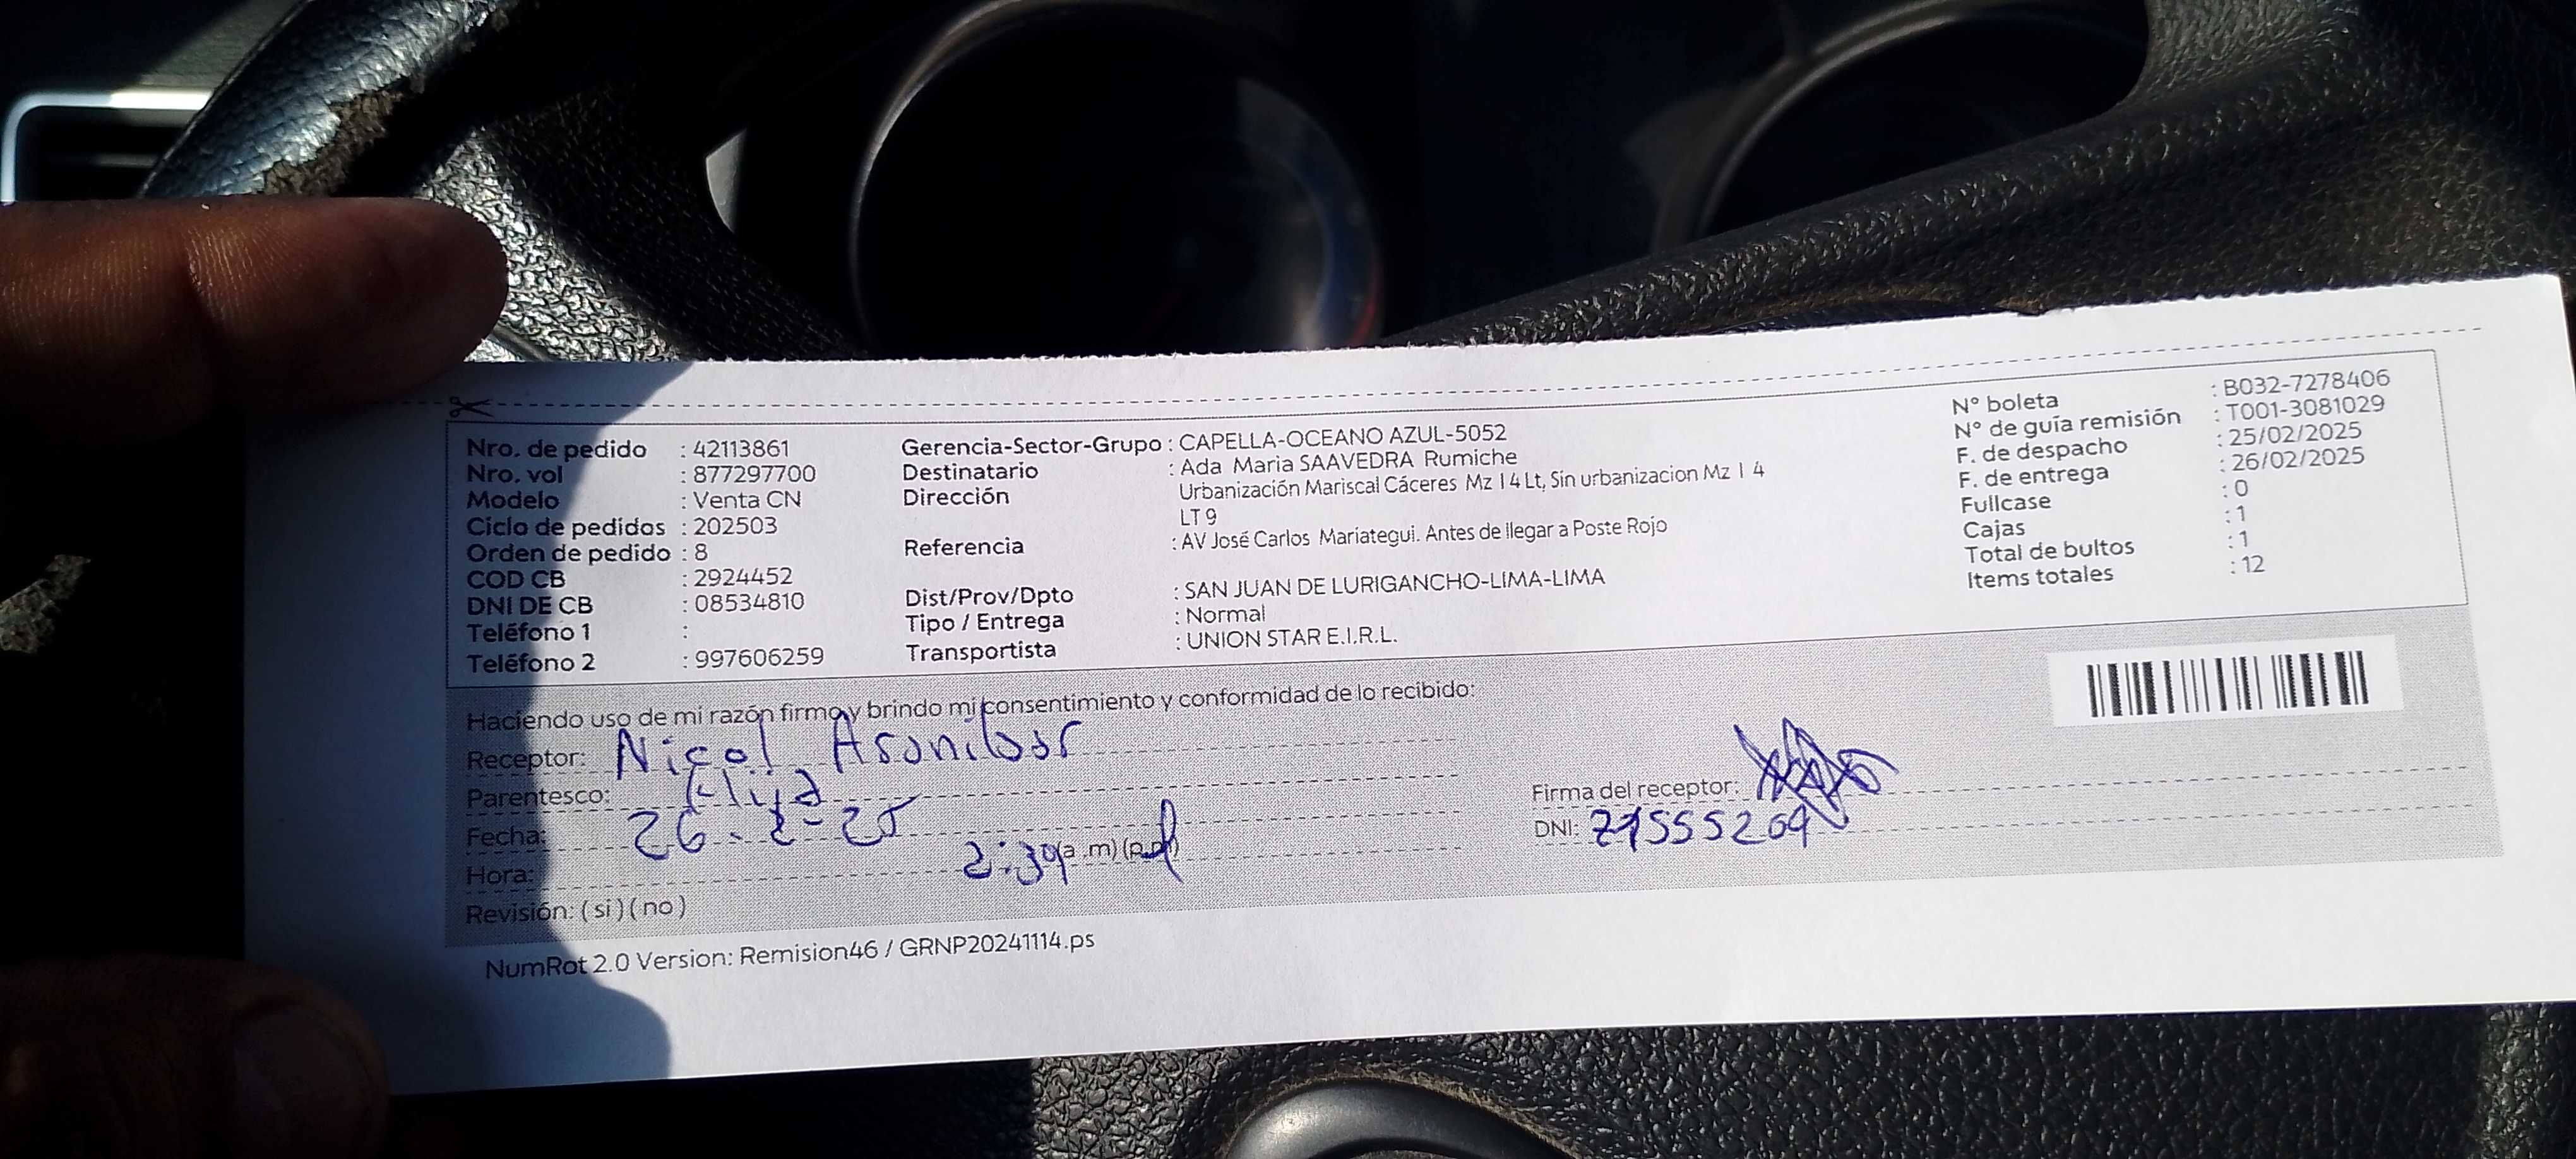 Nro. de pedido : 42113861
Nro. vol : 877297700
Modelo : Venta CN
Ciclo de pedidos : 202503
Orden de pedido : 8
COD CB : 2924452
DNI DE CB : 08534810
Teléfono 1 :
Teléfono 2 : 997606259
Gerencia-Sector-Grupo : CAPELLA-OCEANO AZUL-5052
Destinatario : Ada Maria SAAVEDRA Rumiche
Dirección Urbanización Mariscal Cáceres Mz I 4 Lt, Sin urbanizacion Mz I 4
LT 9
Referencia : AV José Carlos Mariategui. Antes de llegar a Poste Rojo
Dist/Prov/Dpto : SAN JUAN DE LURIGANCHO-LIMA-LIMA
Tipo / Entrega : Normal
Transportista : UNION STAR E.I.R.L.
N° boleta : B032-7278406
N° de guía remisión : T001-3081029
F. de despacho : 25/02/2025
F. de entrega : 26/02/2025
Fullcase : 0
Cajas : 1
Total de bultos : 1
Items totales : 12
Haciendo uso de mi razón firmo y brindo mi consentimiento y conformidad de lo recibido:
Receptor: Nicol
Parentesco: Hija
Fecha: 26-2-25
Hora: 2:39 (a.m) (p.m)
Revisión: (si) (no)
Firma del receptor:
DNI: 71555209
NumRot 2.0 Version: Remision46 / GRNP20241114.ps